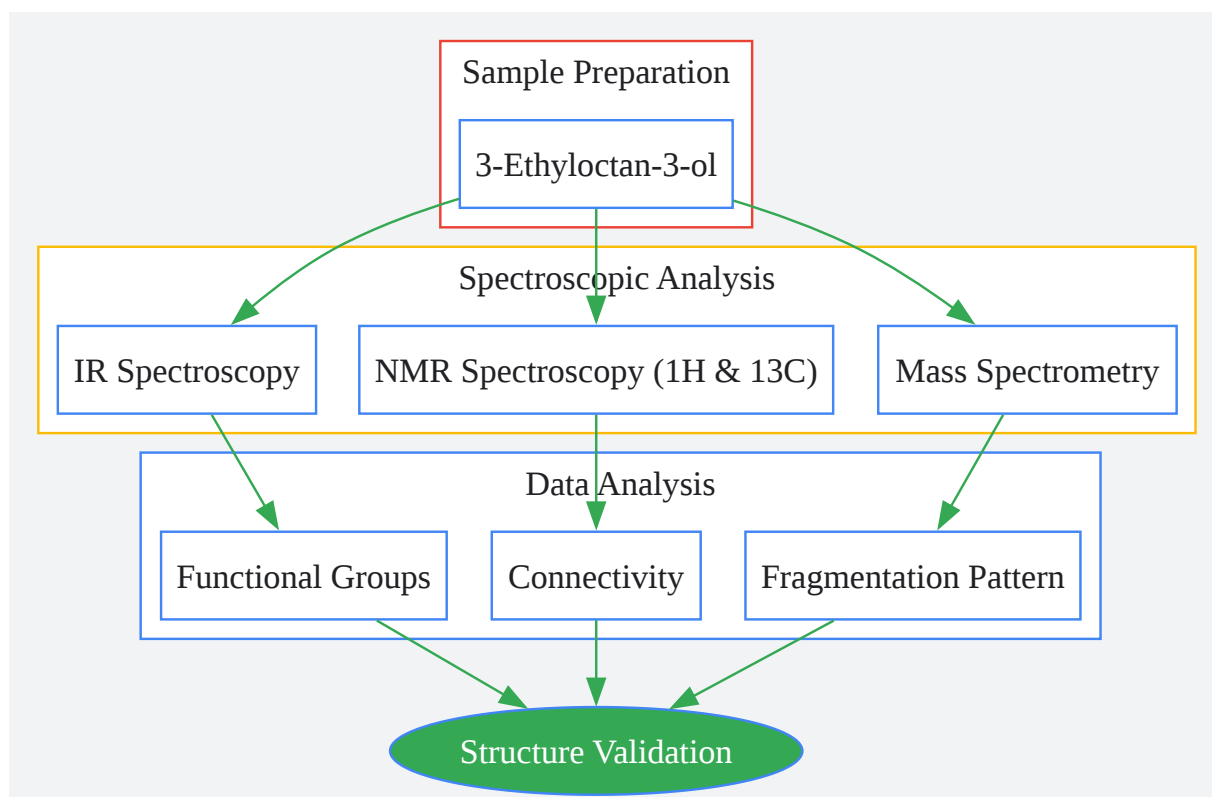 Sample Preparation
3-Ethyloctan-3-ol
Spectroscopic Analysis
IR Spectroscopy
NMR Spectroscopy (1H & 13C)
Mass Spectrometry
Data Analysis
Functional Groups
Connectivity
Fragmentation Pattern
Structure Validation